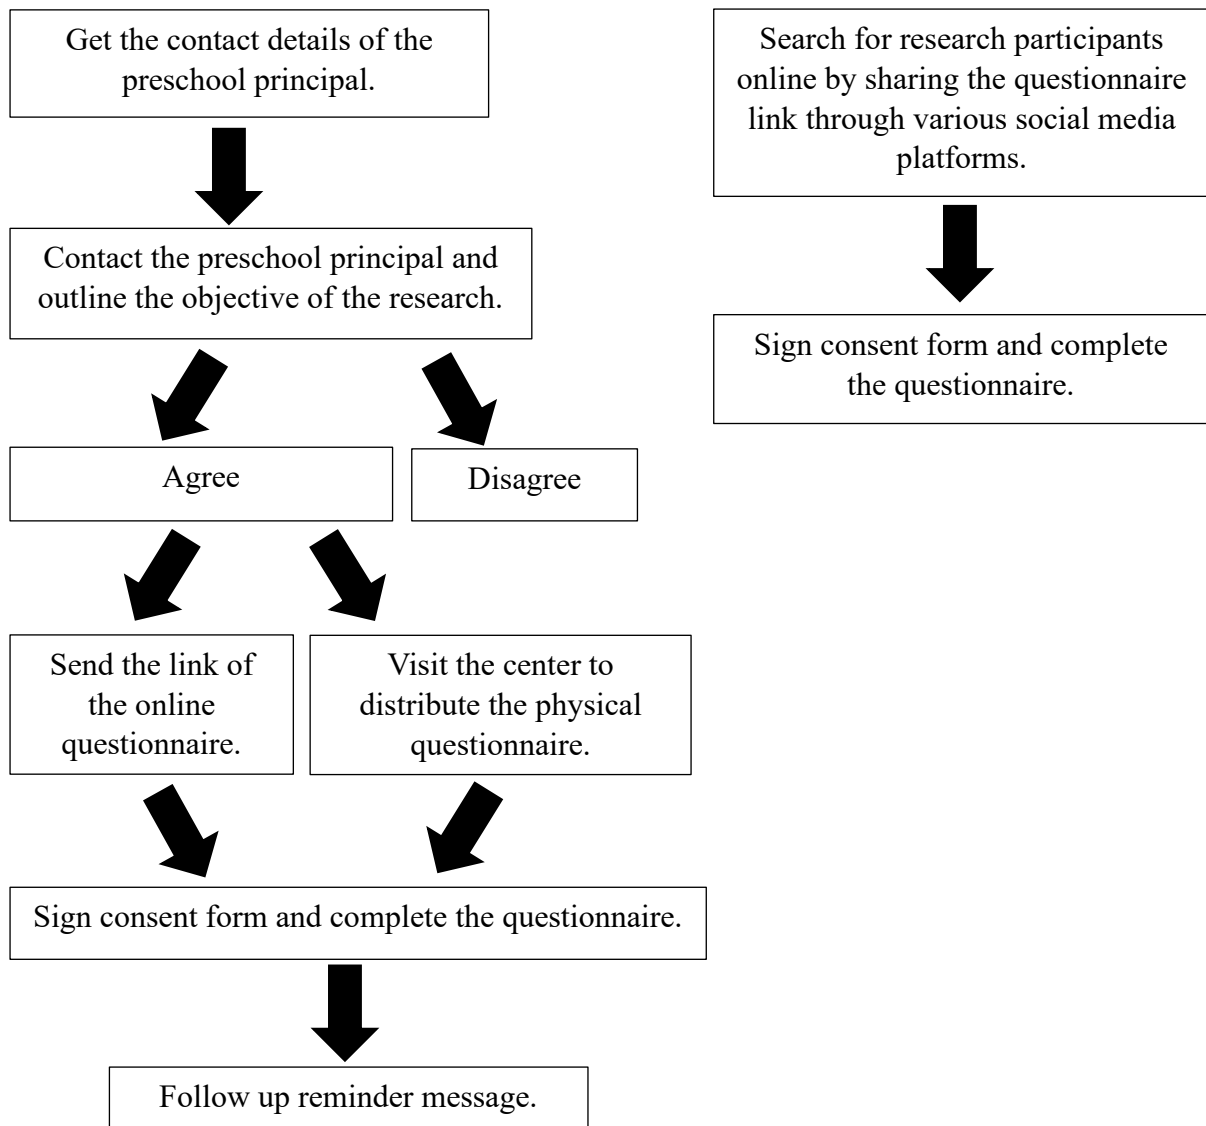 Get the contact details of the
preschool principal.
Contact the preschool principal and
outline the objective of the research.
Agree
Disagree
Send the link of
the online
questionnaire.
Visit the center to
distribute the physical
questionnaire.
Sign consent form and complete the questionnaire.
Follow up reminder message.
Search for research participants
online by sharing the questionnaire
link through various social media
platforms.
Sign consent form and complete
the questionnaire.